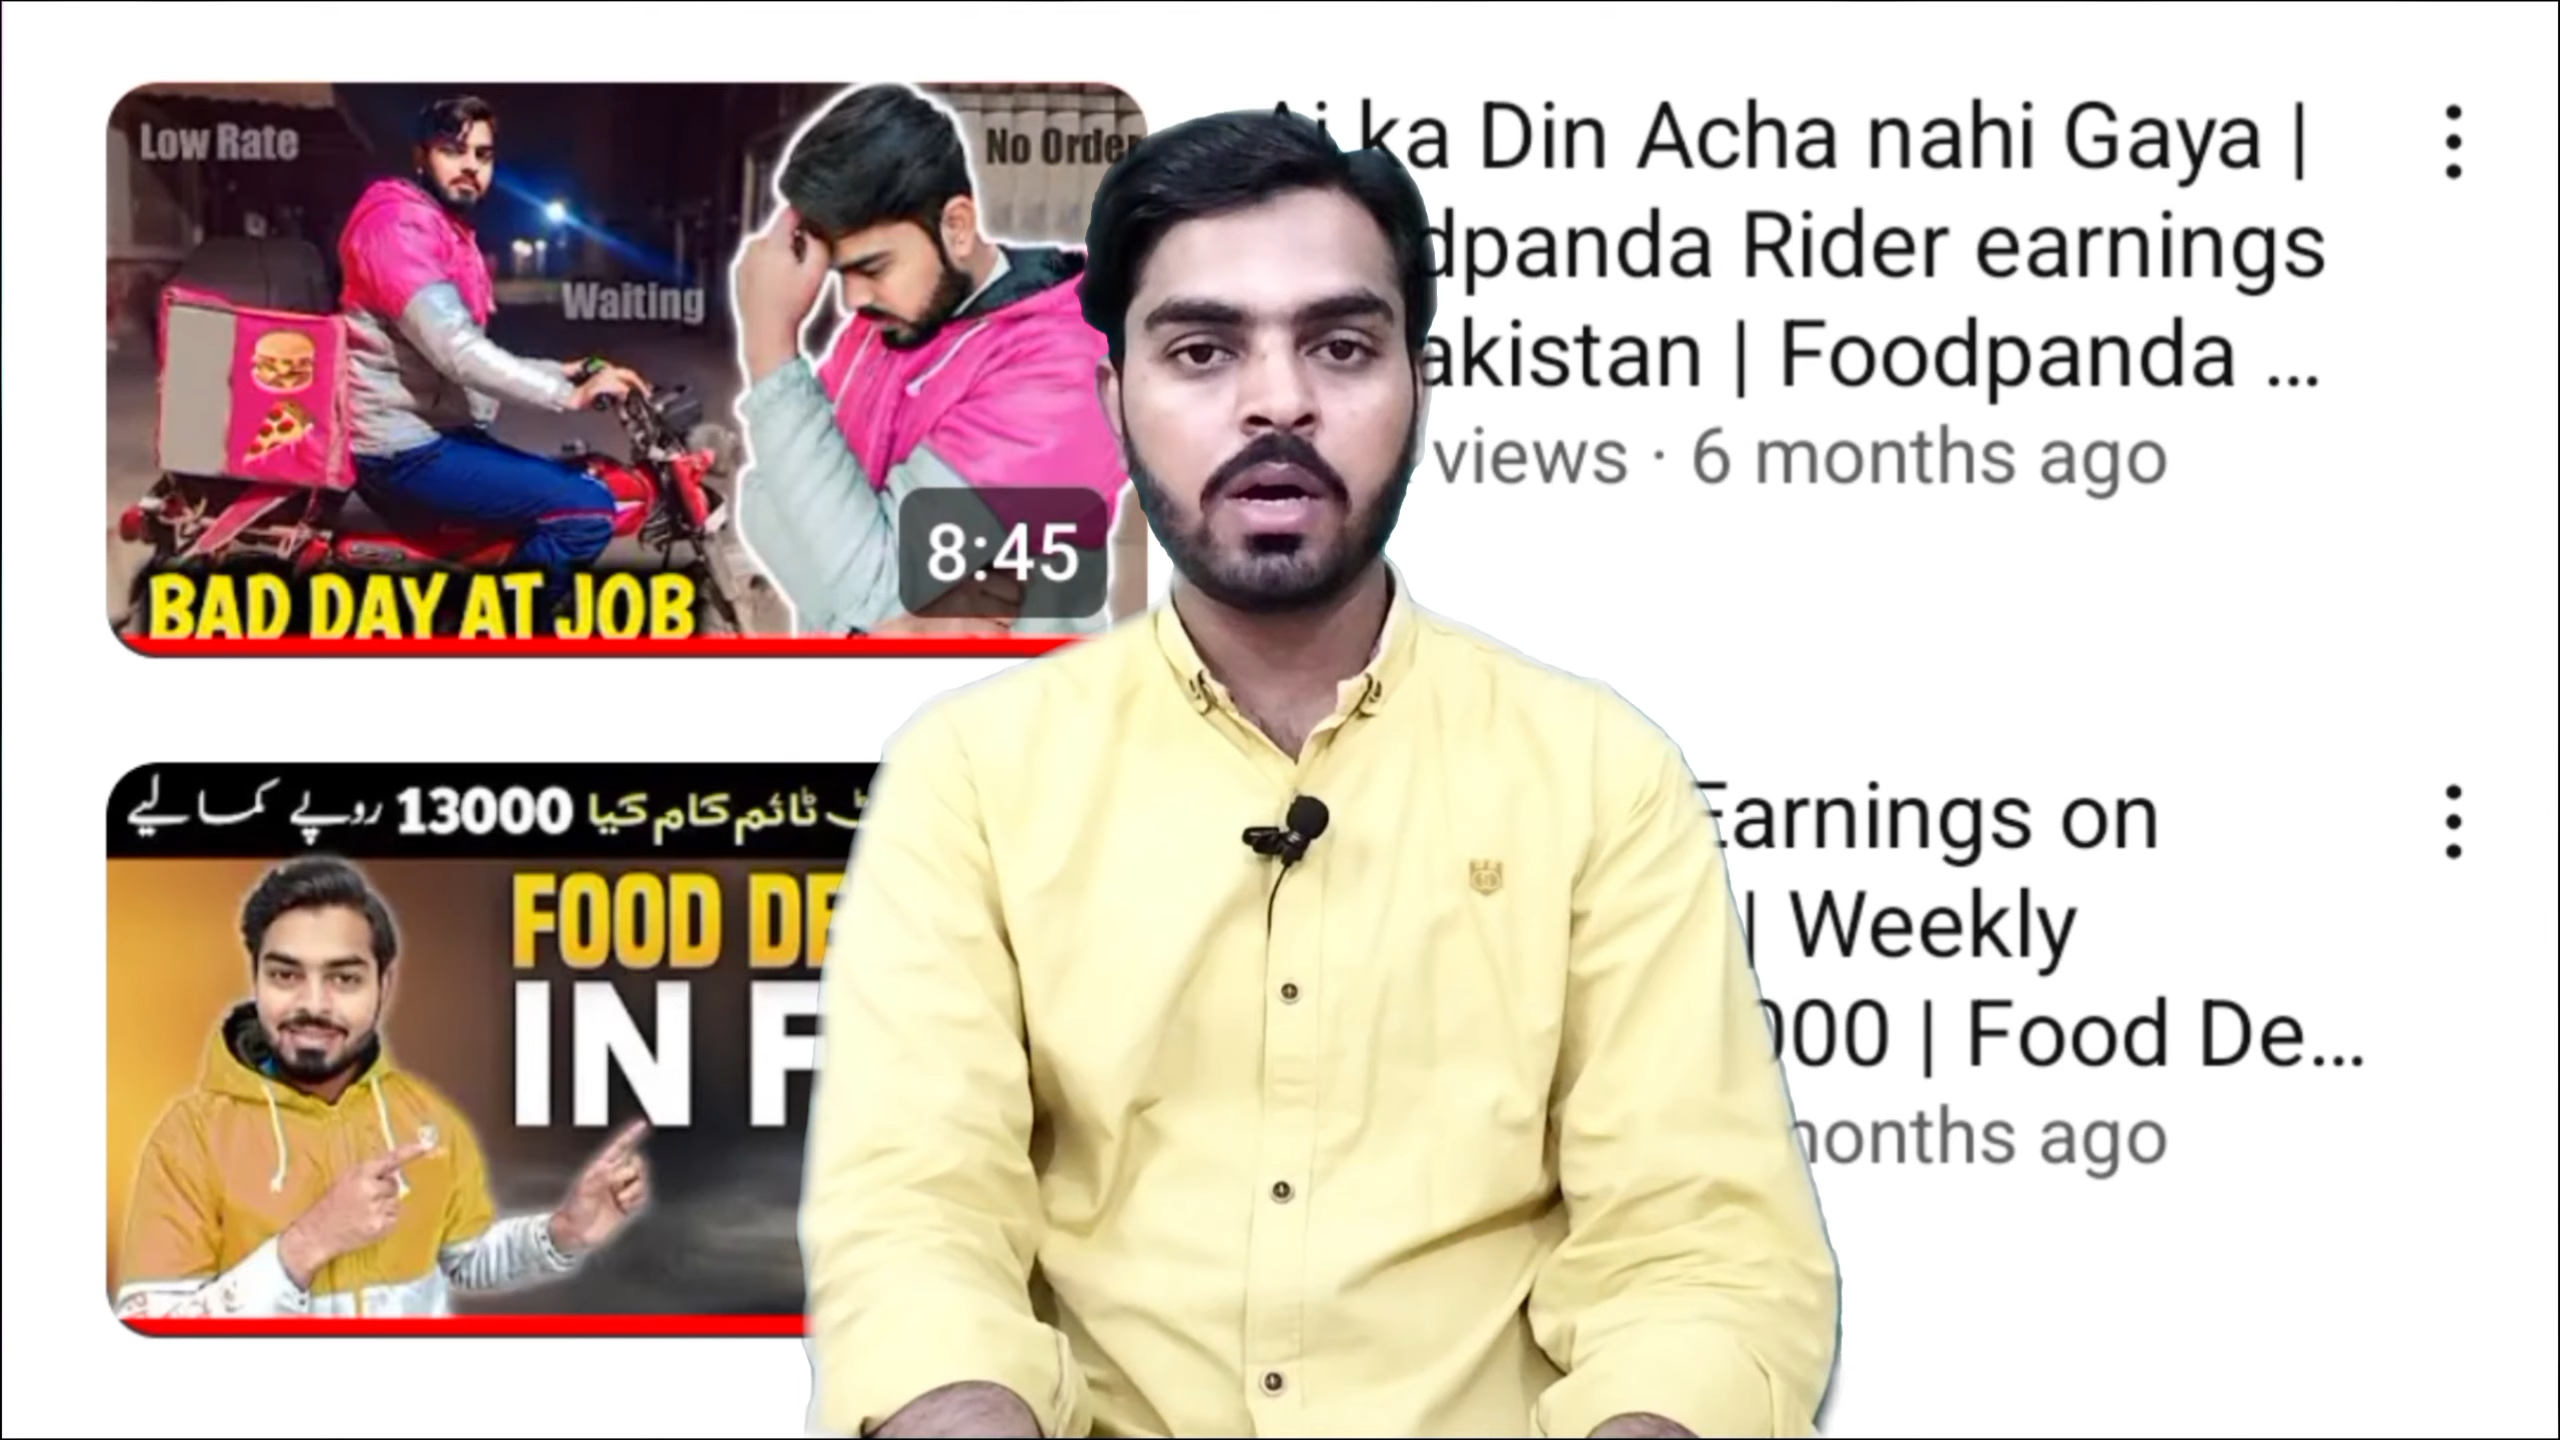 Low Rate
No Order
Waiting
8:45
BAD DAY AT JOB
ka Din Acha nahi Gaya |
dpanda Rider earnings
akistan | Foodpanda ...
views · 6 months ago
ٹائم کام کیا 13000 روپے کما لیے
FOOD DE
IN
Earnings on
| Weekly
000 | Food De...
months ago